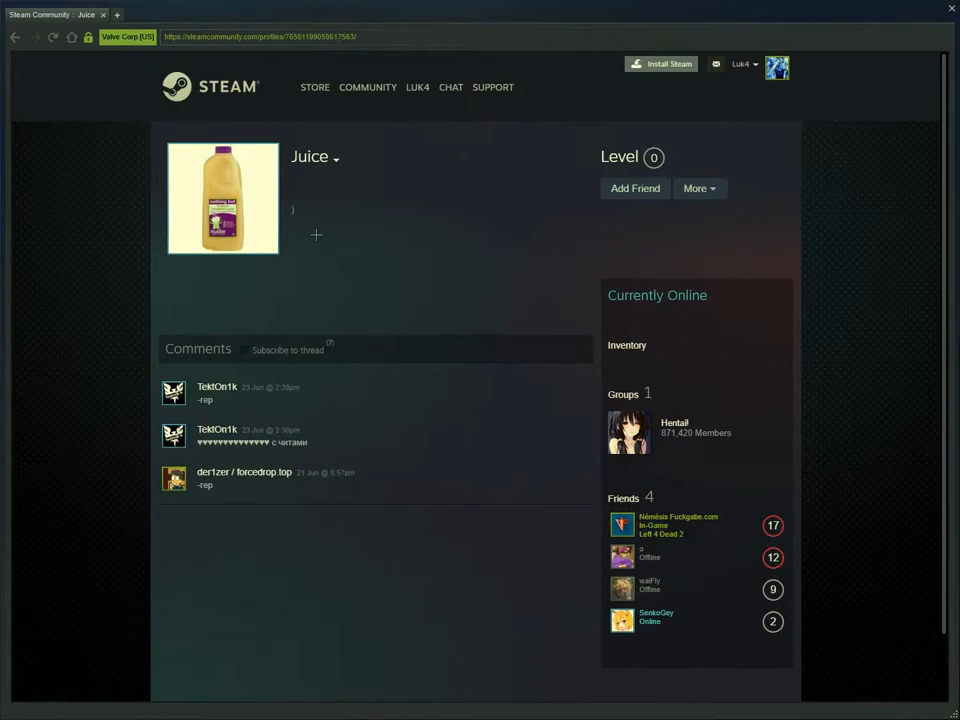 Steam Community :: Juice
Valve Corp [US]
https://steamcommunity.com/profiles/76561199059617563/
Install Steam
Luk4
STEAM®
STORE COMMUNITY LUK4 CHAT SUPPORT
Juice
)
Level 0
Add Friend
More
Currently Online
Inventory
Groups 1
Hentai!
871,420 Members
Friends 4
Némésis Fuckgabe.com
In-Game
Left 4 Dead 2
17
o
Offline
12
waiFly
Offline
9
SenkoGey
Online
2
Comments Subscribe to thread (?)
TektOn1k 23 Jun @ 2:38pm
-rep
TektOn1k 23 Jun @ 2:38pm
♥♥♥♥♥♥♥♥♥♥♥♥♥♥ с читами
der1zer / forcedrop.top 21 Jun @ 8:57pm
-rep
nothing but